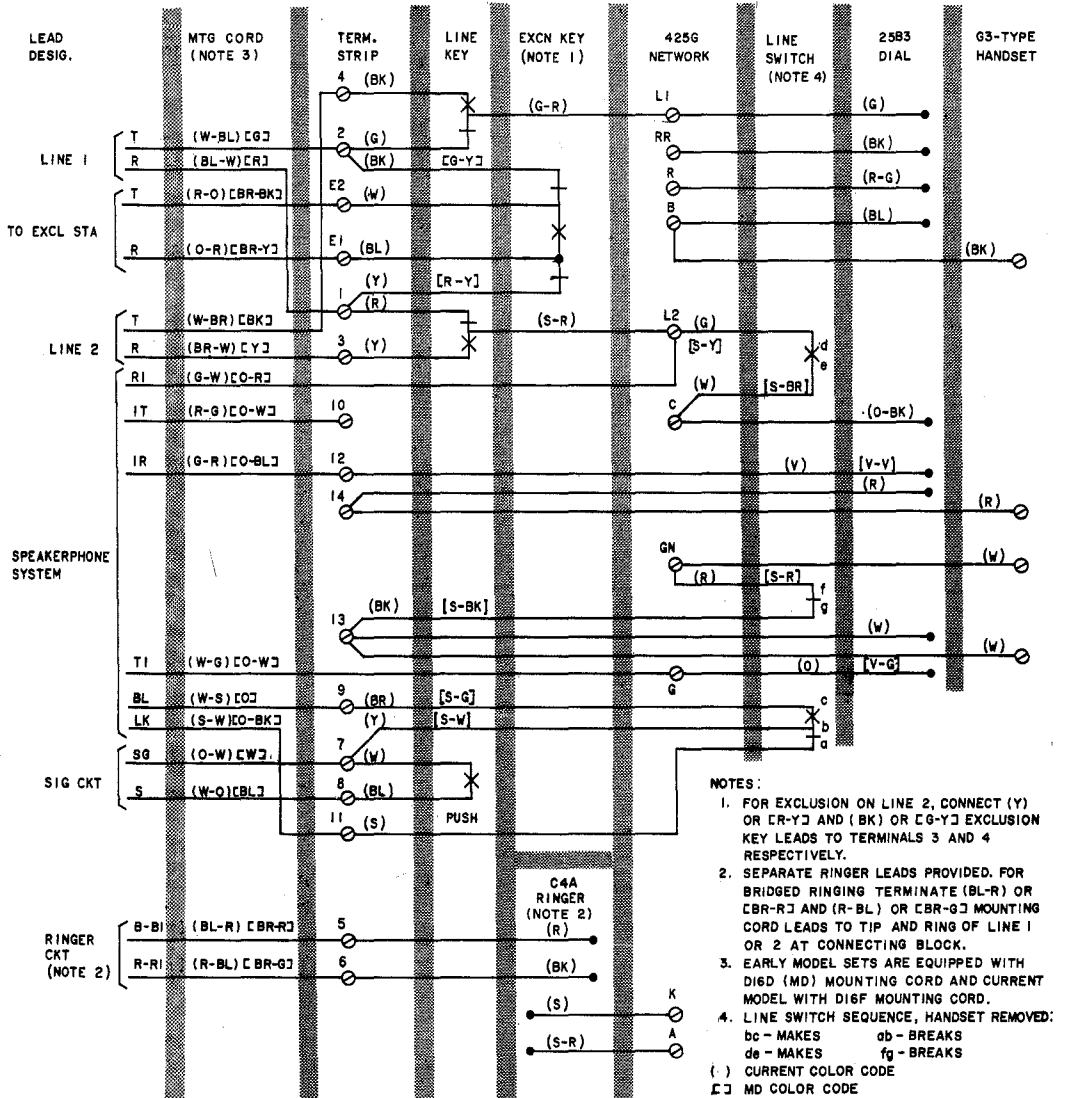 LEAD DESIG.
MTG CORD (NOTE 3)
TERM. STRIP
LINE KEY
EXCN KEY (NOTE 1)
425G NETWORK
LINE SWITCH (NOTE 4)
25B3 DIAL
G3-TYPE HANDSET
4 (BK)
(G-R)
L1
(G)
LINE 1
T (W-BL) [G]
2 (G)
R (BL-W) [R]
(BK) [G-Y]
RR
(BK)
R
(R-G)
TO EXCL STA
T (R-O) [BR-BK]
E2 (W)
B
(BL)
(BK)
R (O-R) [BR-Y]
E1 (BL)
(Y) [R-Y]
1 (R)
LINE 2
T (W-BR) [BK]
(S-R)
L2 (G)
[S-Y]
d
e
R (BR-W) [Y]
3 (Y)
SPEAKERPHONE SYSTEM
R1 (G-W) [O-R]
(W) [S-BR]
1T (R-G) [O-W]
10
C
(O-BK)
1R (G-R) [O-BL]
12
(V) [V-V]
14
(R)
(R)
GN
(W)
(R) [S-R]
f
g
(BK) [S-BK]
13
(W)
(W)
T1 (W-G) [O-W]
G
(O) [V-G]
BL (W-S) [O]
9 (BR) [S-G]
c
LK (S-W) [O-BK]
(Y) [S-W]
b
a
SIG CKT
SG (O-W) [W]
7 (W)
S (W-O) [BL]
8 (BL)
PUSH
11 (S)
C4A RINGER (NOTE 2)
RINGER CKT (NOTE 2)
B-B1 (BL-R) [BR-R]
5
(R)
R-R1 (R-BL) [BR-G]
6
(BK)
(S)
K
(S-R)
A
NOTES:
1. FOR EXCLUSION ON LINE 2, CONNECT (Y)
OR [R-Y] AND (BK) OR [G-Y] EXCLUSION
KEY LEADS TO TERMINALS 3 AND 4
RESPECTIVELY.
2. SEPARATE RINGER LEADS PROVIDED. FOR
BRIDGED RINGING TERMINATE (BL-R) OR
[BR-R] AND (R-BL) OR [BR-G] MOUNTING
CORD LEADS TO TIP AND RING OF LINE 1
OR 2 AT CONNECTING BLOCK.
3. EARLY MODEL SETS ARE EQUIPPED WITH
D16D (MD) MOUNTING CORD AND CURRENT
MODEL WITH D16F MOUNTING CORD.
4. LINE SWITCH SEQUENCE, HANDSET REMOVED:
bc - MAKES ab - BREAKS
de - MAKES fg - BREAKS
( ) CURRENT COLOR CODE
[ ] MD COLOR CODE